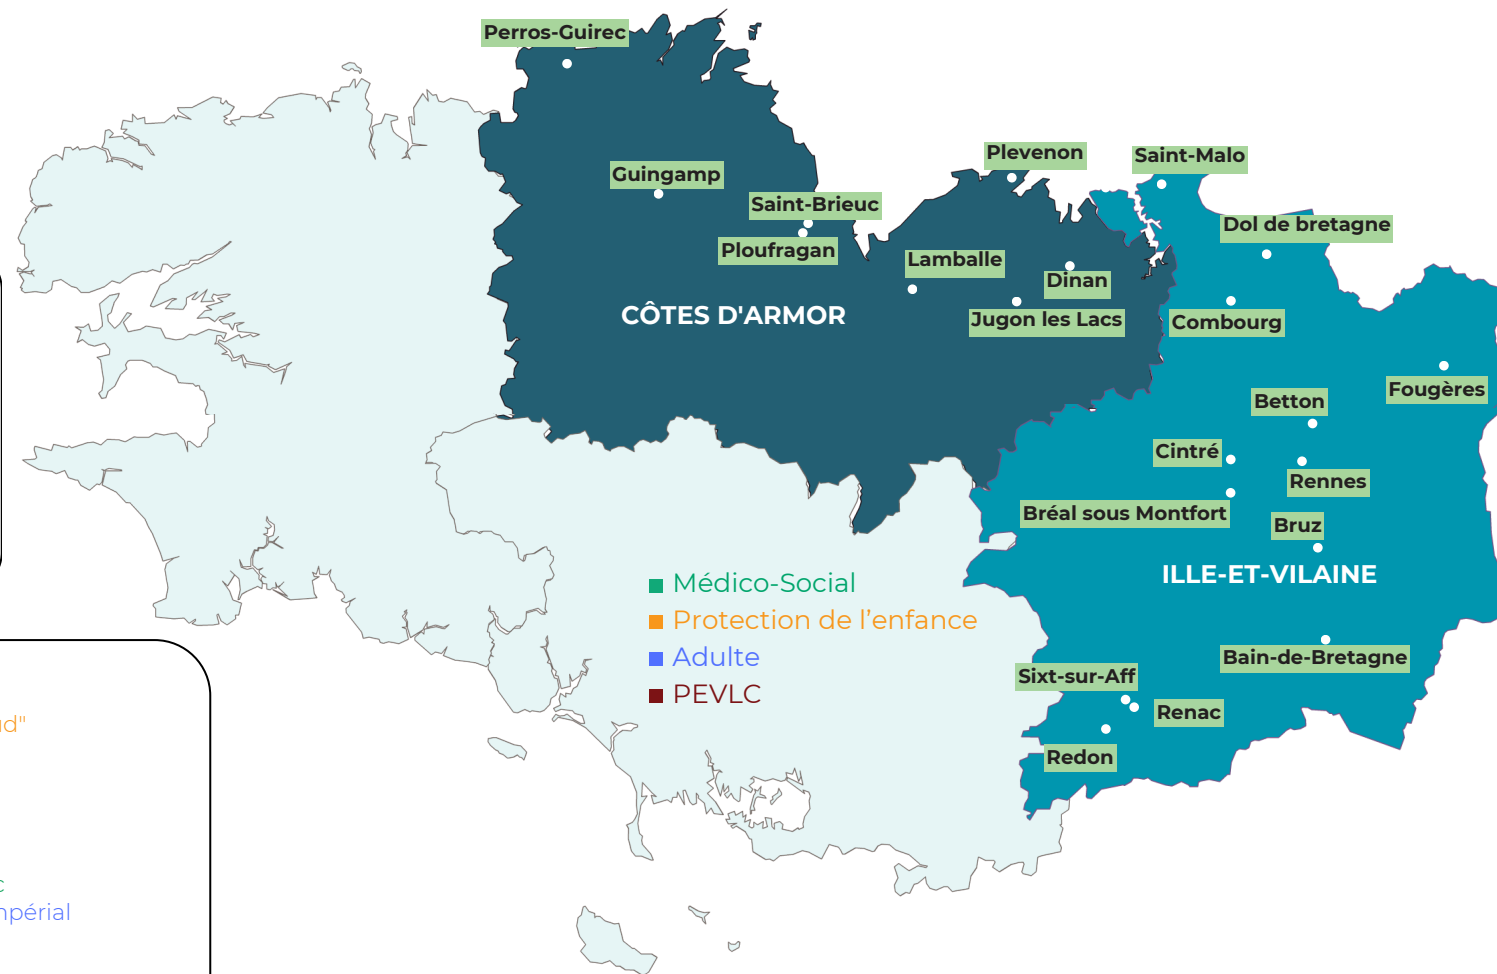 Perros-Guirec
Plevenon
Saint-Malo
Guingamp
Saint-Brieuc
Dol de bretagne
Ploufragan
Lamballe
Dinan
CÔTES D'ARMOR
Jugon les Lacs
Combourg
Fougères
Betton
Cintré
Rennes
Bréal sous Montfort
Bruz
ILLE-ET-VILAINE
Médico-Social
Protection de l'enfance
Adulte
PEVLC
Bain-de-Bretagne
Sixt-sur-Aff
Renac
Redon